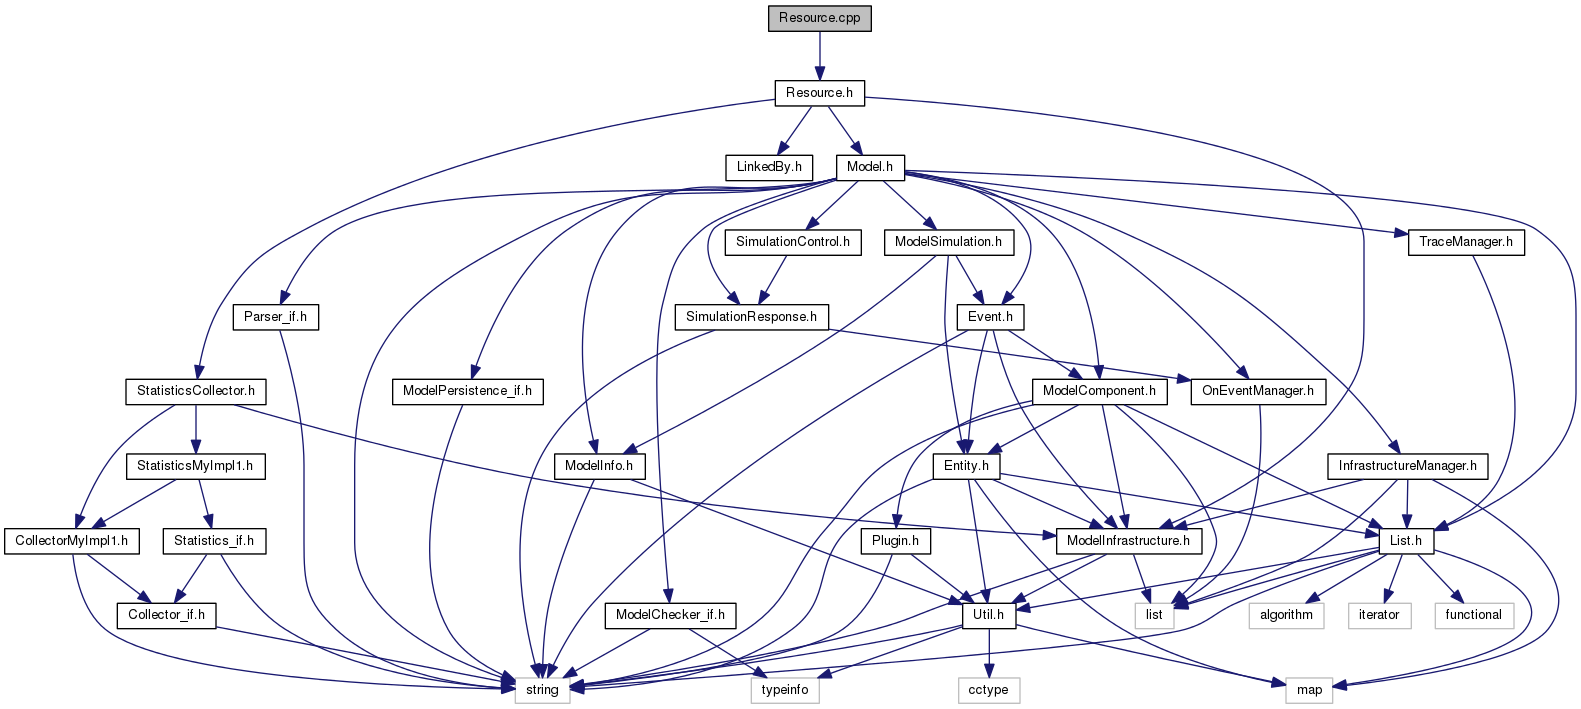 Resource.cpp
Resource.h
LinkedBy.h
Model.h
SimulationControl.h
ModelSimulation.h
TraceManager.h
Parser_if.h
SimulationResponse.h
Event.h
StatisticsCollector.h
ModelPersistence_if.h
ModelComponent.h
OnEventManager.h
StatisticsMyImpl1.h
ModelInfo.h
Entity.h
InfrastructureManager.h
CollectorMyImpl1.h
Statistics_if.h
Plugin.h
ModelInfrastructure.h
List.h
Collector_if.h
ModelChecker_if.h
Util.h
list
algorithm
iterator
functional
string
typeinfo
cctype
map